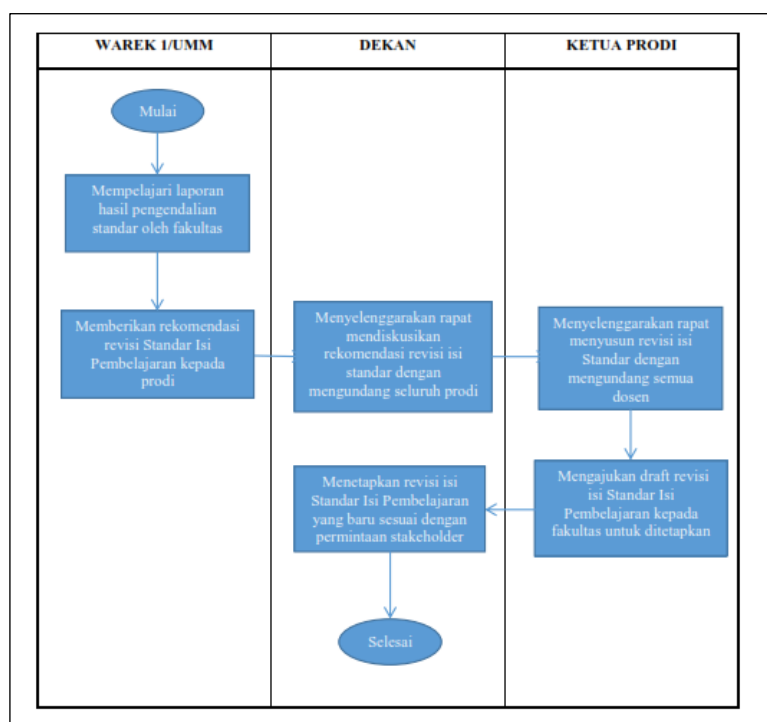 WAREK 1/UMM
DEKAN
KETUA PRODI
Mulai
Mempelajari laporan
hasil pengendalian
standar oleh fakultas
Memberikan rekomendasi
revisi Standar Isi
Pembelajaran kepada
prodi
Menyelenggarakan rapat
mendiskusikan
rekomendasi revisi isi
standar dengan
mengundang seluruh prodi
Menyelenggarakan rapat
menyusun revisi isi
Standar dengan
mengundang semua
dosen
Mengajukan draft revisi
isi Standar Isi
Pembelajaran kepada
fakultas untuk ditetapkan
Menetapkan revisi isi
Standar Isi Pembelajaran
yang baru sesuai dengan
permintaan stakeholder
Selesai